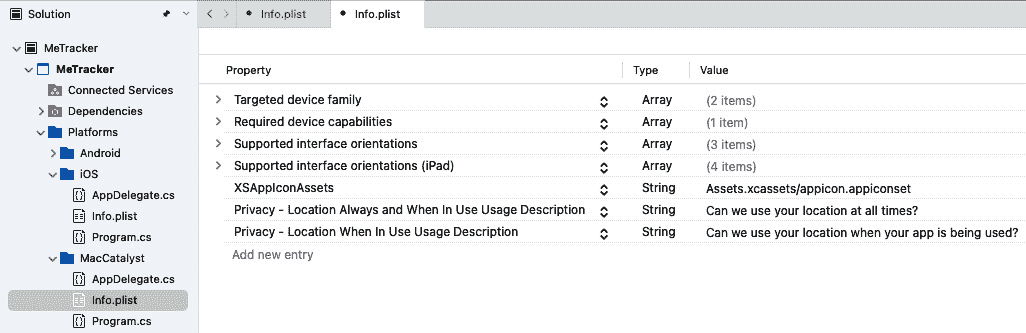 Solution
MeTracker
MeTracker
Connected Services
Dependencies
Platforms
Android
iOS
AppDelegate.cs
Info.plist
Program.cs
MacCatalyst
AppDelegate.cs
Info.plist
Program.cs
Info.plist
Info.plist
Property Type Value
Targeted device family Array (2 items)
Required device capabilities Array (1 item)
Supported interface orientations Array (3 items)
Supported interface orientations (iPad) Array (4 items)
XSAppIconAssets String Assets.xcassets/appicon.appiconset
Privacy - Location Always and When In Use Usage Description String Can we use your location at all times?
Privacy - Location When In Use Usage Description String Can we use your location when your app is being used?
Add new entry